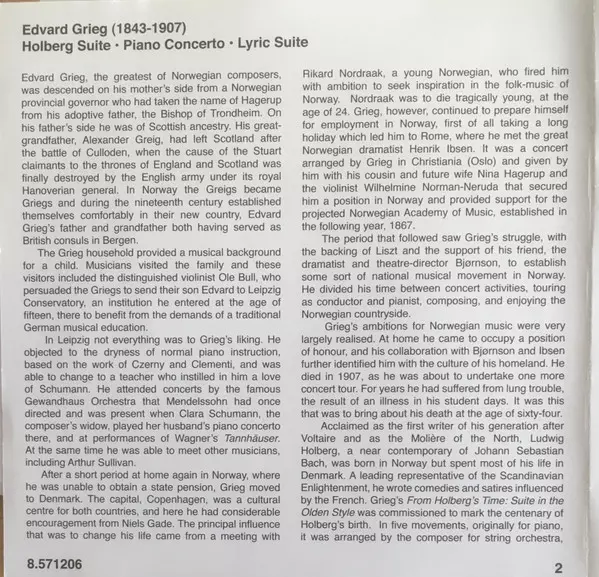 Edvard Grieg (1843-1907)
Holberg Suite • Piano Concerto • Lyric Suite
Edvard Grieg, the greatest of Norwegian composers,
was descended on his mother's side from a Norwegian
provincial governor who had taken the name of Hagerup
from his adoptive father, the Bishop of Trondheim. On
his father's side he was of Scottish ancestry. His great-
grandfather, Alexander Greig, had left Scotland after
the battle of Culloden, when the cause of the Stuart
claimants to the thrones of England and Scotland was
finally destroyed by the English army under its royal
Hanoverian general. In Norway the Greigs became
Griegs and during the nineteenth century established
themselves comfortably in their new country, Edvard
Grieg's father and grandfather both having served as
British consuls in Bergen.
The Grieg household provided a musical background
for a child. Musicians visited the family and these
visitors included the distinguished violinist Ole Bull, who
persuaded the Griegs to send their son Edvard to Leipzig
Conservatory, an institution he entered at the age of
fifteen, there to benefit from the demands of a traditional
German musical education.
In Leipzig not everything was to Grieg's liking. He
objected to the dryness of normal piano instruction,
based on the work of Czerny and Clementi, and was
able to change to a teacher who instilled in him a love
of Schumann. He attended concerts by the famous
Gewandhaus Orchestra that Mendelssohn had once
directed and was present when Clara Schumann, the
composer's widow, played her husband's piano concerto
there, and at performances of Wagner's Tannhäuser.
At the same time he was able to meet other musicians,
including Arthur Sullivan.
After a short period at home again in Norway, where
he was unable to obtain a state pension, Grieg moved
to Denmark. The capital, Copenhagen, was a cultural
centre for both countries, and here he had considerable
encouragement from Niels Gade. The principal influence
that was to change his life came from a meeting with
Rikard Nordraak, a young Norwegian, who fired him
with ambition to seek inspiration in the folk-music of
Norway. Nordraak was to die tragically young, at the
age of 24. Grieg, however, continued to prepare himself
for employment in Norway, first of all taking a long
holiday which led him to Rome, where he met the great
Norwegian dramatist Henrik Ibsen. It was a concert
arranged by Grieg in Christiania (Oslo) and given by
him with his cousin and future wife Nina Hagerup and
the violinist Wilhelmine Norman-Neruda that secured
him a position in Norway and provided support for the
projected Norwegian Academy of Music, established in
the following year, 1867.
The period that followed saw Grieg's struggle, with
the backing of Liszt and the support of his friend, the
dramatist and theatre-director Bjørnson, to establish
some sort of national musical movement in Norway.
He divided his time between concert activities, touring
as conductor and pianist, composing, and enjoying the
Norwegian countryside.
Grieg's ambitions for Norwegian music were very
largely realised. At home he came to occupy a position
of honour, and his collaboration with Bjørnson and Ibsen
further identified him with the culture of his homeland. He
died in 1907, as he was about to undertake one more
concert tour. For years he had suffered from lung trouble,
the result of an illness in his student days. It was this
that was to bring about his death at the age of sixty-four.
Acclaimed as the first writer of his generation after
Voltaire and as the Molière of the North, Ludwig
Holberg, a near contemporary of Johann Sebastian
Bach, was born in Norway but spent most of his life in
Denmark. A leading representative of the Scandinavian
Enlightenment, he wrote comedies and satires influenced
by the French. Grieg's From Holberg's Time: Suite in the
Olden Style was commissioned to mark the centenary of
Holberg's birth. In five movements, originally for piano,
it was arranged by the composer for string orchestra,
8.571206
2